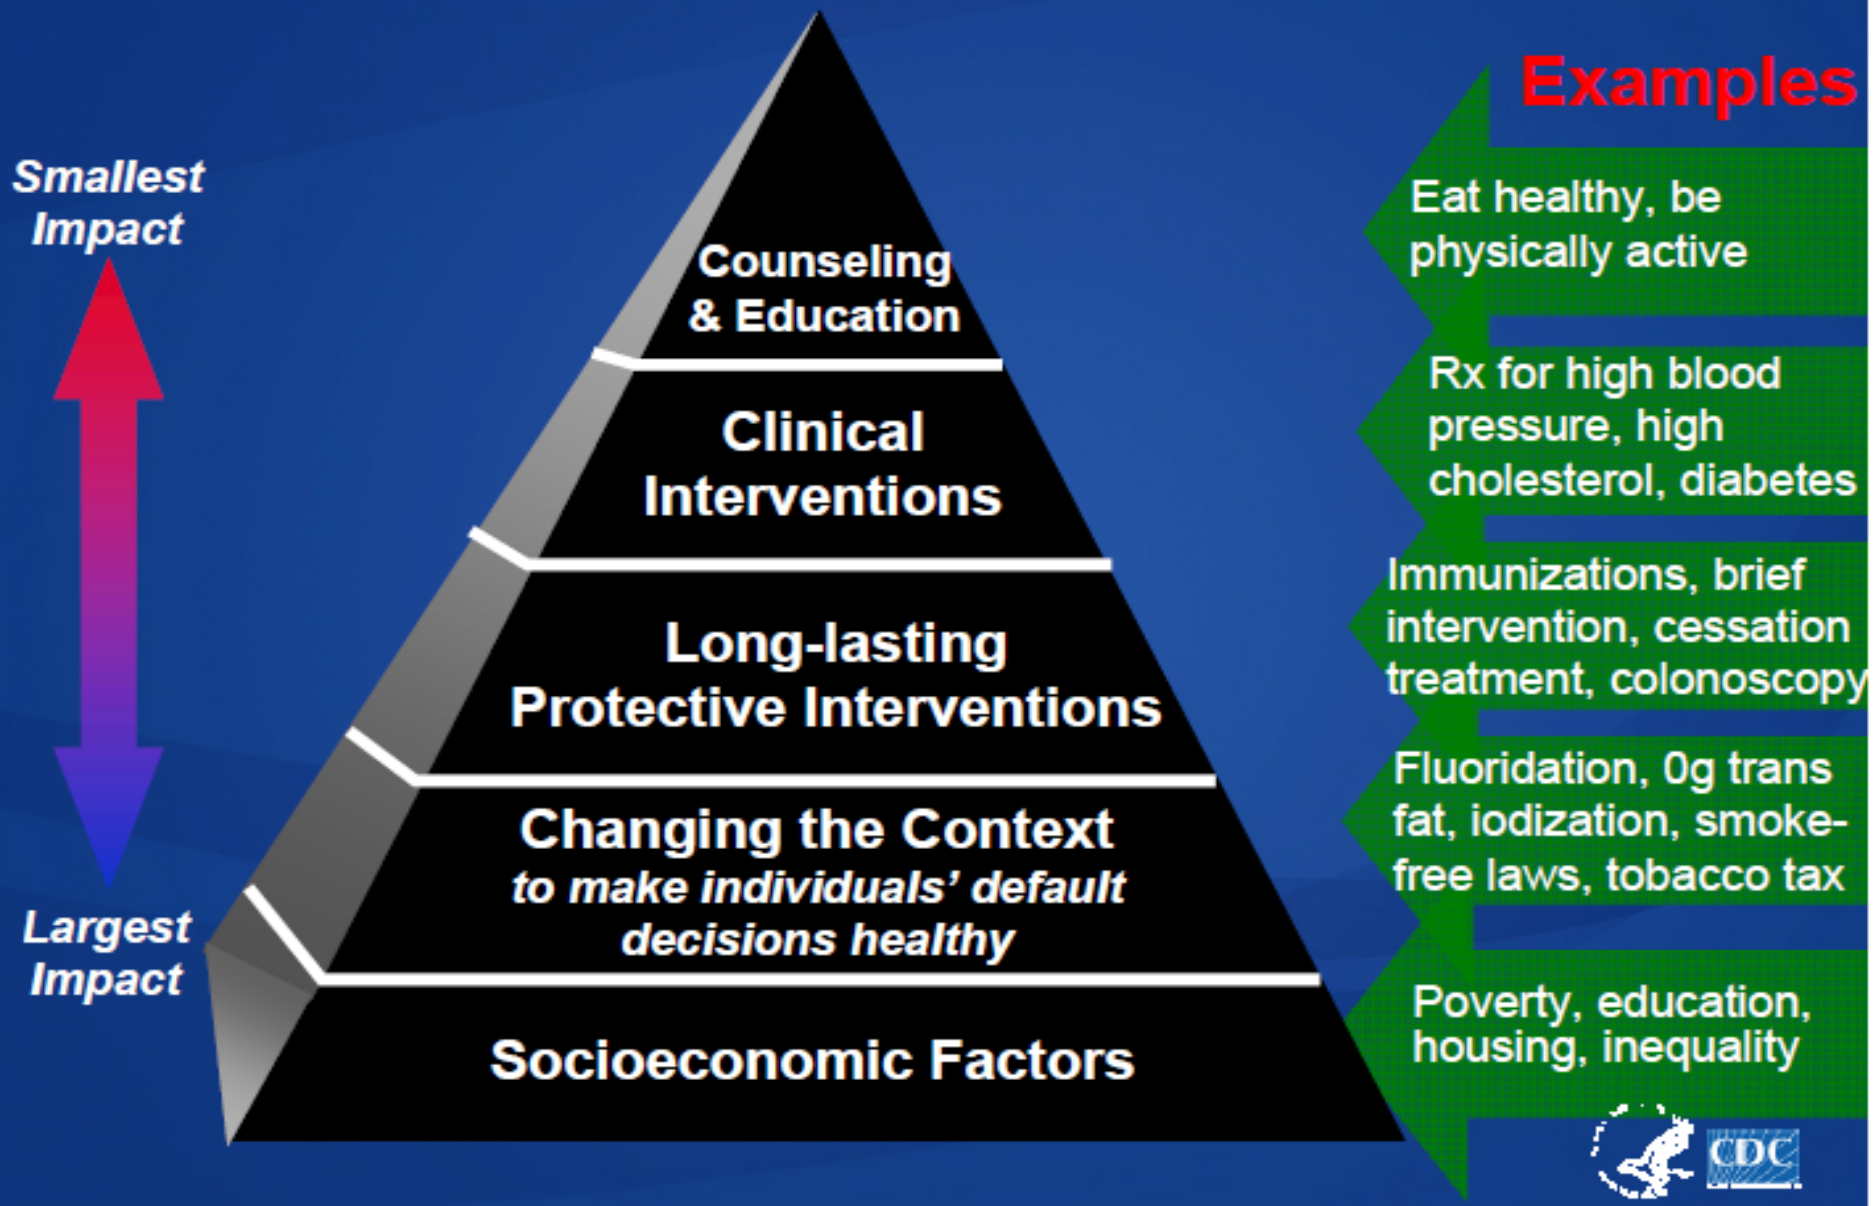 Examples
Smallest
Impact
Largest
Impact
Counseling
& Education
Clinical
Interventions
Long-lasting
Protective Interventions
Changing the Context
to make individuals’ default
decisions healthy
Socioeconomic Factors
Eat healthy, be
physically active
Rx for high blood
pressure, high
cholesterol, diabetes
Immunizations, brief
intervention, cessation
treatment, colonoscopy
Fluoridation, 0g trans
fat, iodization, smoke-
free laws, tobacco tax
Poverty, education,
housing, inequality
CDC